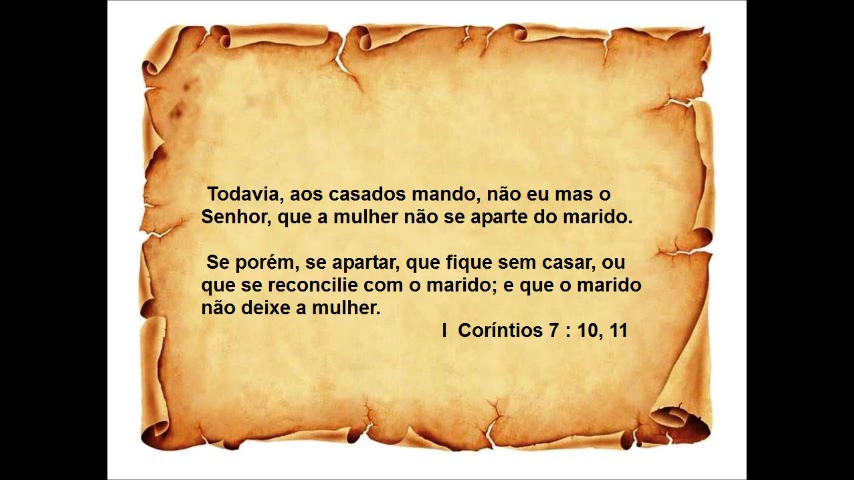 Todavia, aos casados mando, não eu mas o
Senhor, que a mulher não se aparte do marido.
Se porém, se apartar, que fique sem casar, ou
que se reconcilie com o marido; e que o marido
não deixe a mulher.
I Coríntios 7 : 10, 11